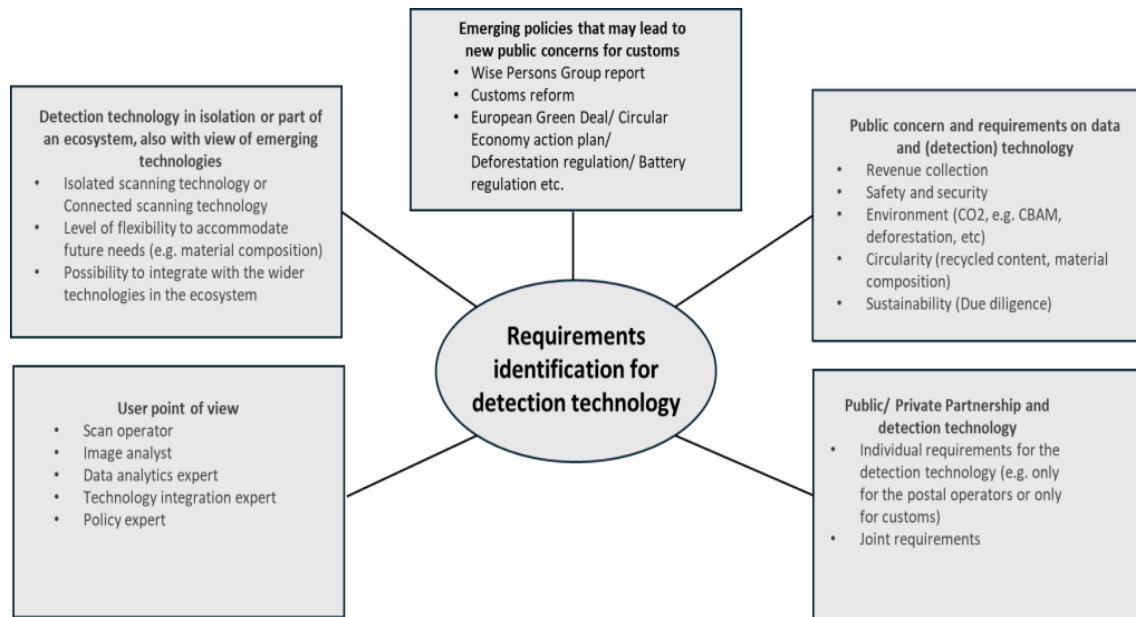 Emerging policies that may lead to
new public concerns for customs
• Wise Persons Group report
• Customs reform
• European Green Deal/ Circular
Economy action plan/
Deforestation regulation/ Battery
regulation etc.
Detection technology in isolation or part of
an ecosystem, also with view of emerging
technologies
• Isolated scanning technology or
Connected scanning technology
• Level of flexibility to accommodate
future needs (e.g. material composition)
• Possibility to integrate with the wider
technologies in the ecosystem
Public concern and requirements on data
and (detection) technology
• Revenue collection
• Safety and security
• Environment (CO2, e.g. CBAM,
deforestation, etc)
• Circularity (recycled content, material
composition)
• Sustainability (Due diligence)
Requirements
identification for
detection technology
User point of view
• Scan operator
• Image analyst
• Data analytics expert
• Technology integration expert
• Policy expert
Public/ Private Partnership and
detection technology
• Individual requirements for the
detection technology (e.g. only
for the postal operators or only
for customs)
• Joint requirements